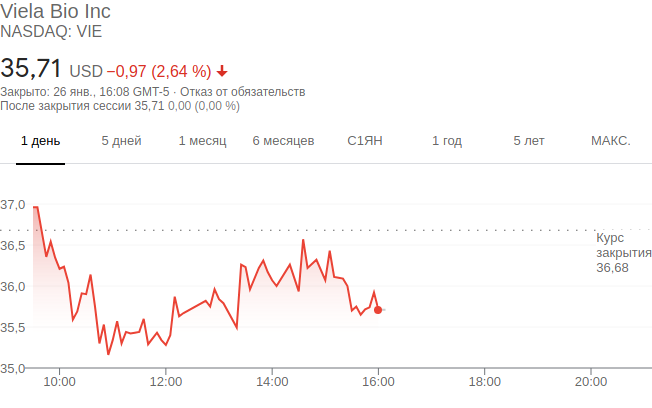 Viela Bio Inc
NASDAQ: VIE
35,71 USD −0,97 (2,64 %)
Закрыто: 26 янв., 16:08 GMT-5 · Отказ от обязательств
После закрытия сессии 35,71 0,00 (0,00 %)
1 день 5 дней 1 месяц 6 месяцев С1ЯН 1 год 5 лет МАКС.
37,0
36,5
36,0
35,5
35,0
Курс
закрытия
36,68
10:00 12:00 14:00 16:00 18:00 20:00